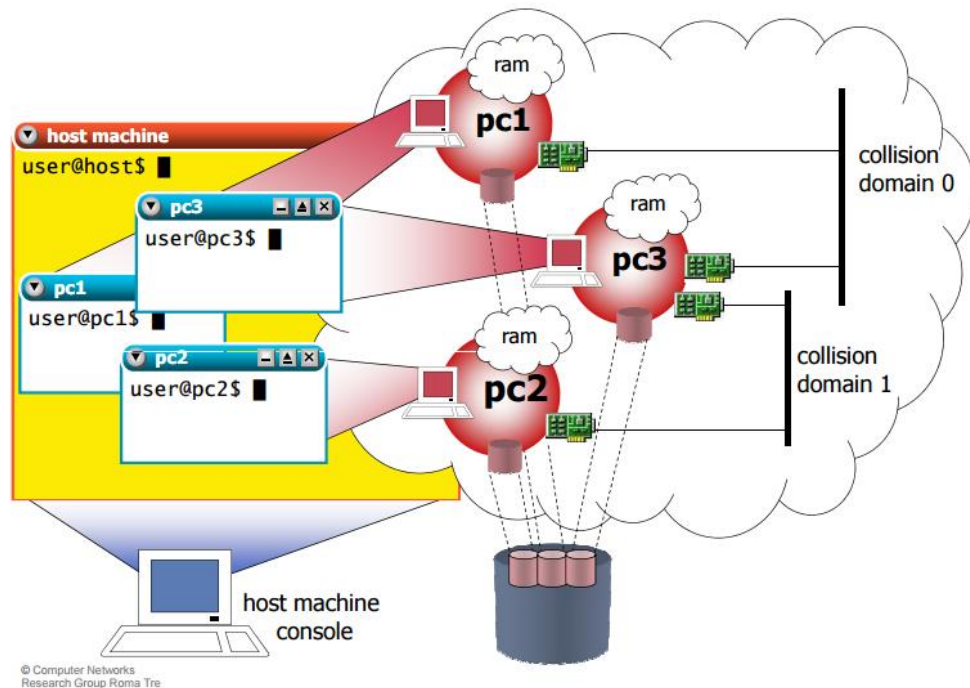 host machine
user@host$
pc3
user@pc3$
pc1
user@pc1$
pc2
user@pc2$
ram
pc1
ram
pc3
ram
pc2
collision
domain 0
collision
domain 1
host machine
console
© Computer Networks
Research Group Roma Tre